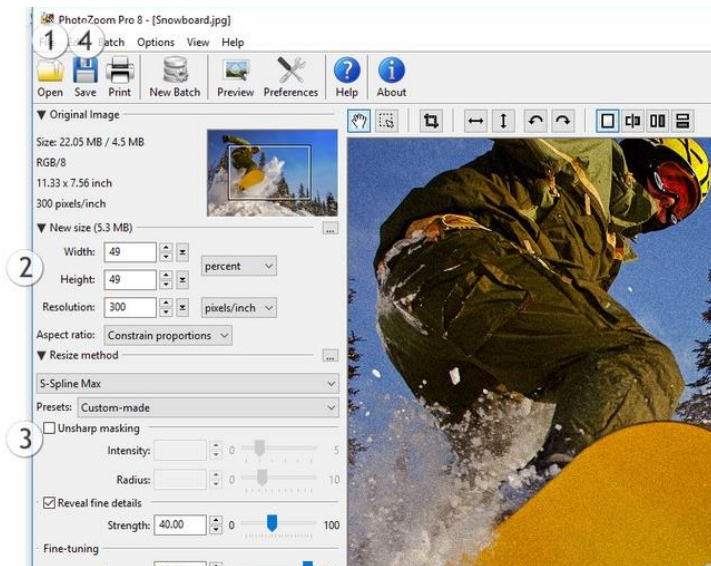 PhotoZoom Pro 8 - [Snowboard.jpg]
1 4 Batch Options View Help
Open Save Print New Batch Preview Preferences Help About
Original Image
Size: 22.05 MB / 4.5 MB
RGB/8
11.33 x 7.56 inch
300 pixels/inch
New size (5.3 MB) ...
2
Width: 49
percent
Height: 49
Resolution: 300 pixels/inch
Aspect ratio: Constrain proportions
Resize method ...
S-Spline Max
Presets: Custom-made
3
Unsharp masking
Intensity: 0 5
Radius: 0 10
Reveal fine details
Strength: 40.00 0 100
Fine-tuning